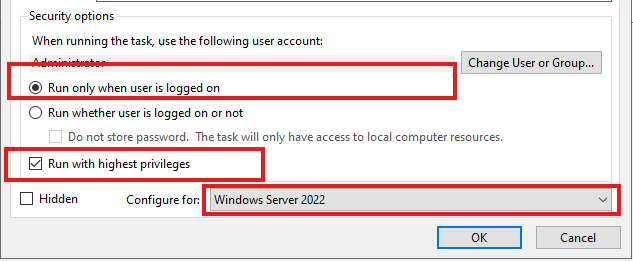 Security options
When running the task, use the following user account:
Administrator
Change User or Group...
Run only when user is logged on
Run whether user is logged on or not
Do not store password. The task will only have access to local computer resources.
Run with highest privileges
Hidden
Configure for:
Windows Server 2022
OK
Cancel